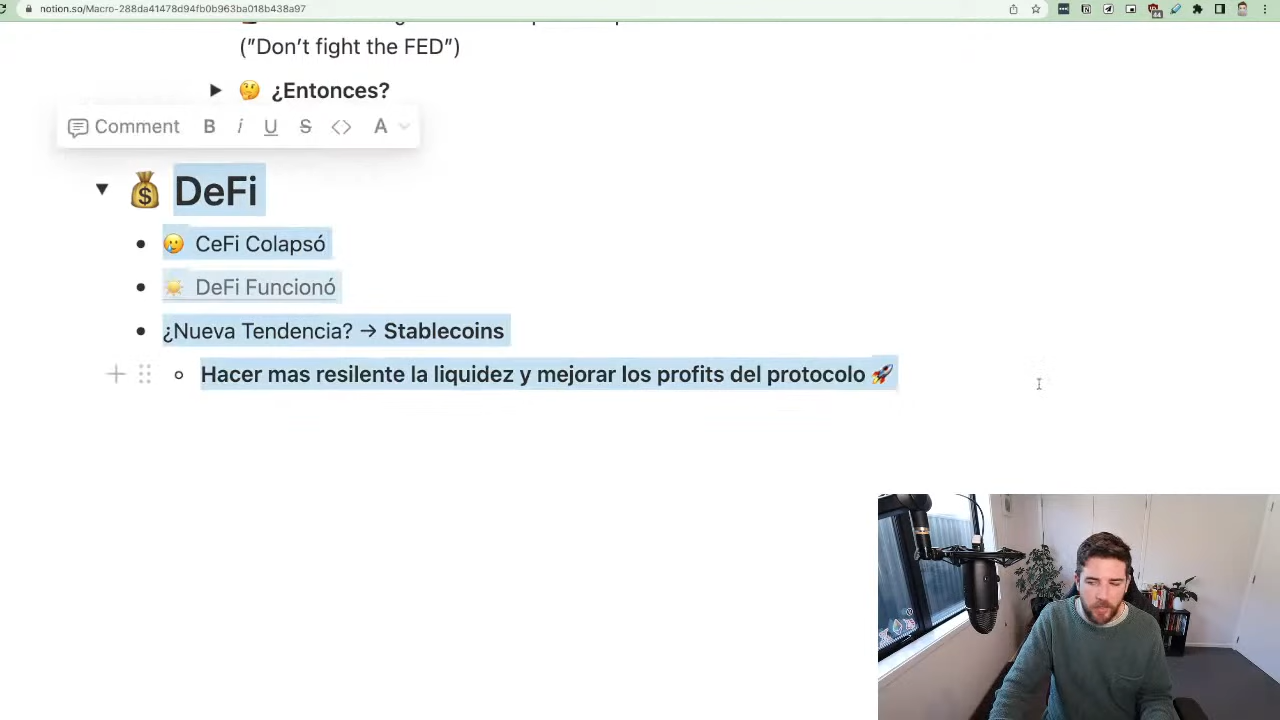 notion.so/Macro-288da41478d94fb0b963ba018b438a97
44
("Don't fight the FED")
▶ 🤔 ¿Entonces?
Comment B i U S <> A
▼ 💰 DeFi
• 🥲 CeFi Colapsó
• ☀️ DeFi Funcionó
• ¿Nueva Tendencia? → Stablecoins
◦ Hacer mas resilente la liquidez y mejorar los profits del protocolo 🚀